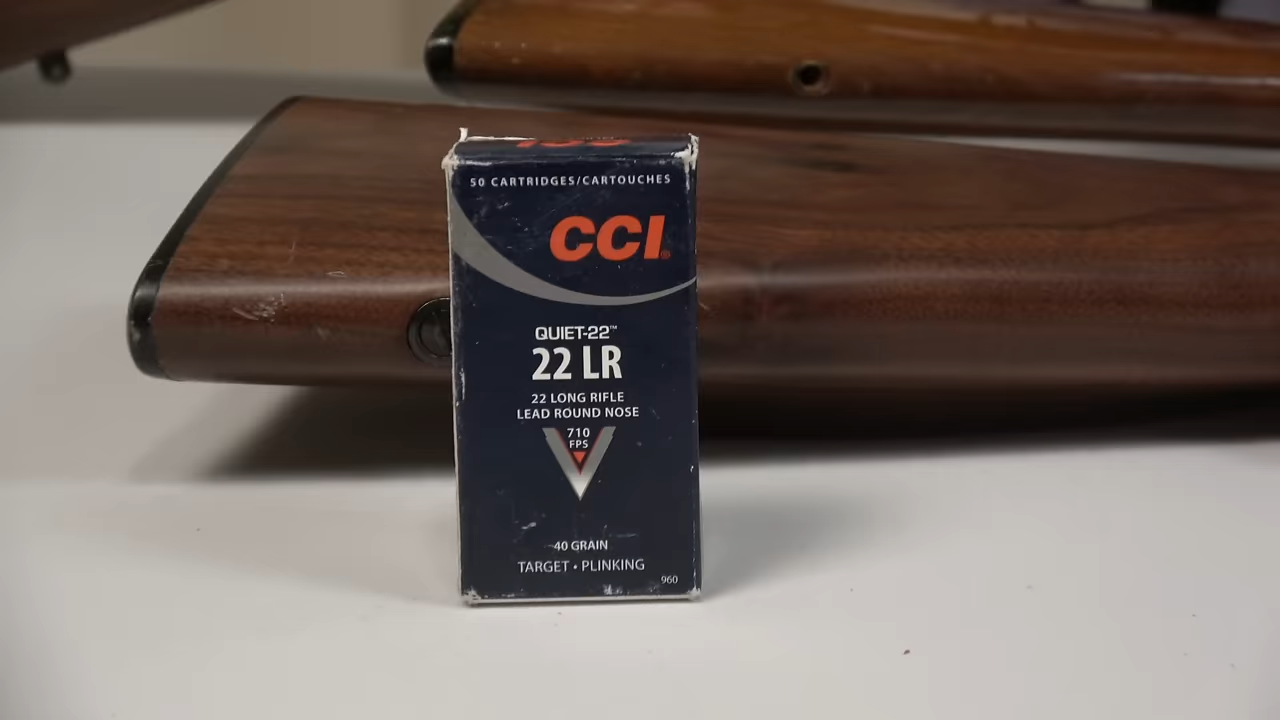 50 CARTRIDGES/CARTOUCHES
CCI®
QUIET-22™
22 LR
22 LONG RIFLE
LEAD ROUND NOSE
710
FPS
40 GRAIN
TARGET • PLINKING
960